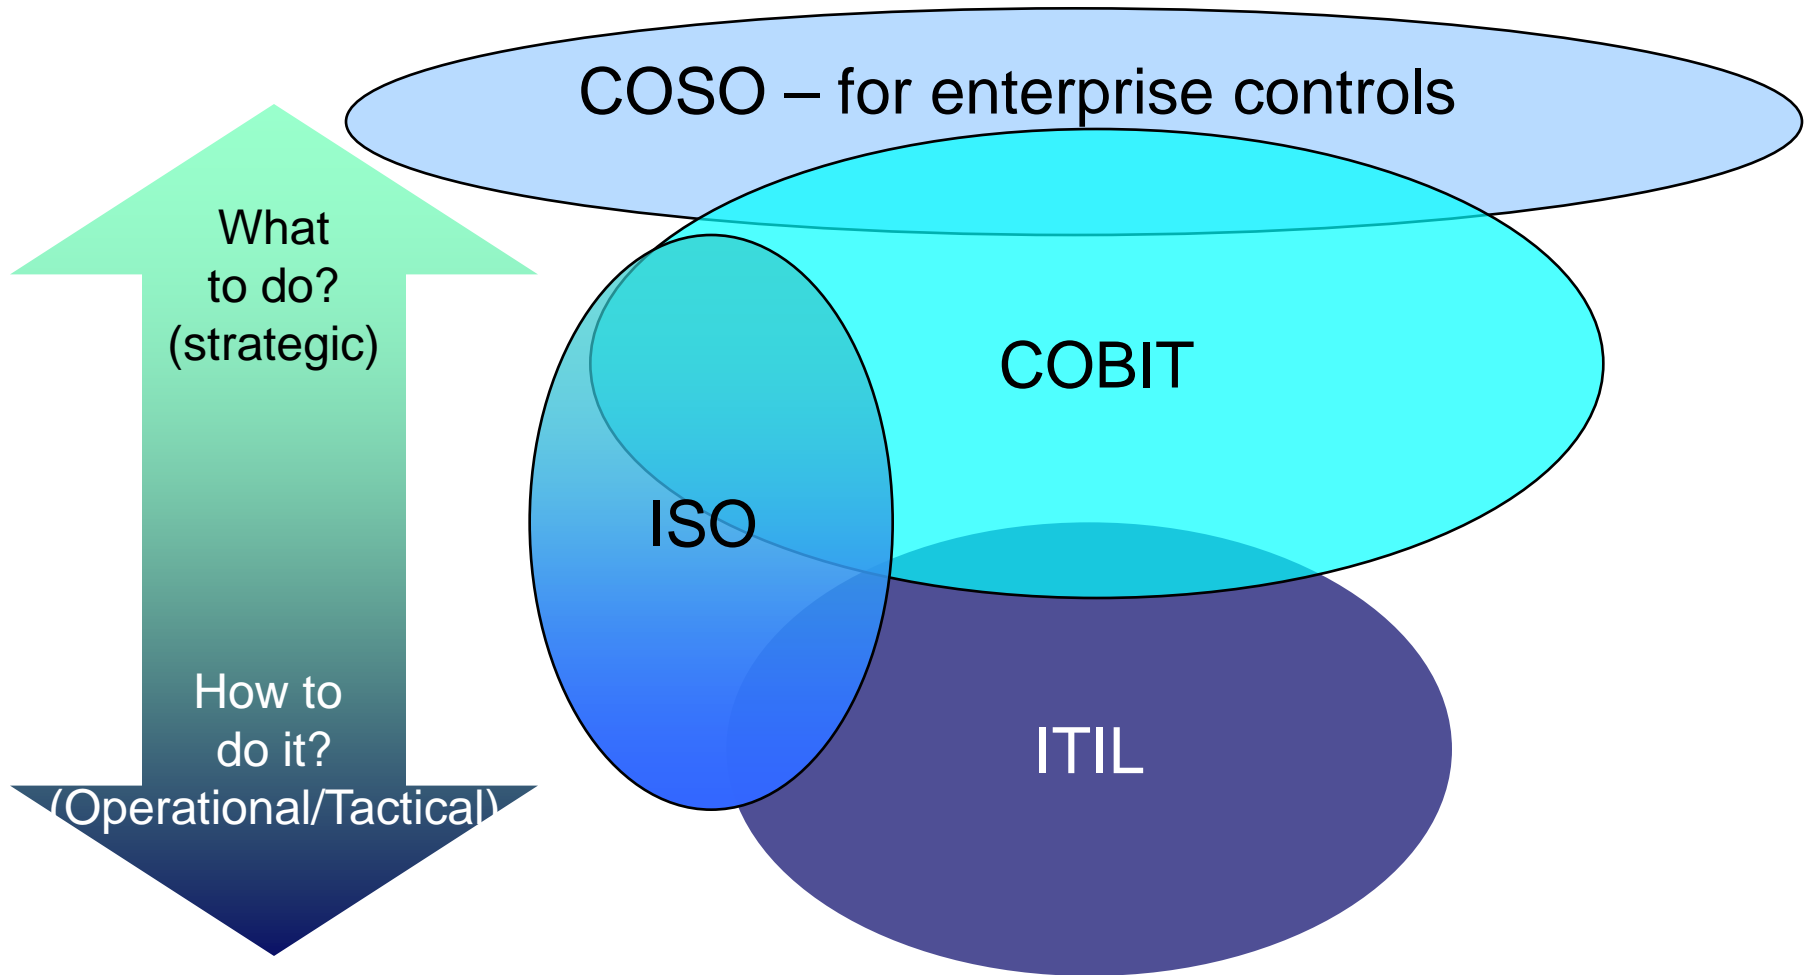 COSO – for enterprise controls
What
to do?
(strategic)
COBIT
ISO
How to
do it?
(Operational/Tactical)
ITIL